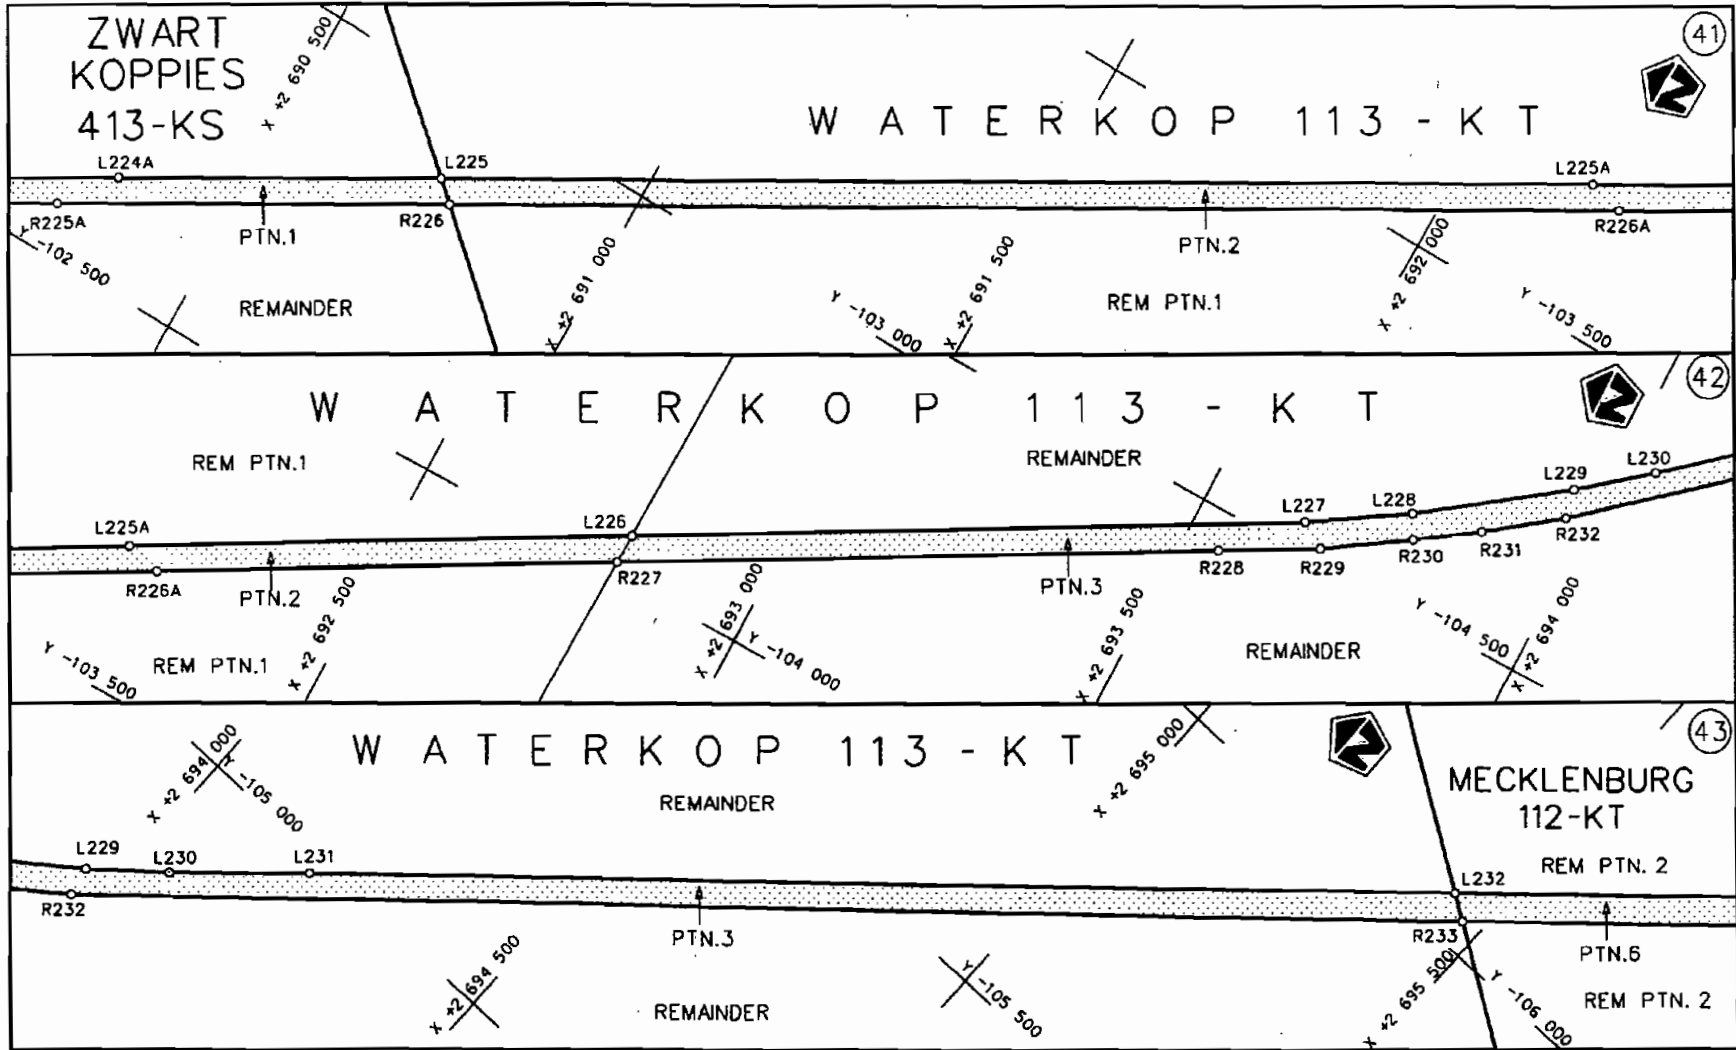 ZWART
KOPPIES
413-KS
X +2 690 500
41
WATERKOP 113-KT
L224A
L225
L225A
R225A
PTN.1
R226
PTN.2
R226A
Y -102 500
REMAINDER
X +2 691 000
Y -103 000
X +2 691 500
REM PTN.1
X +2 692 000
Y -103 500
42
WATERKOP 113-KT
REM PTN.1
REMAINDER
L225A
L226
L227
L228
L229
L230
R226A
PTN.2
R227
PTN.3
R228
R229
R230
R231
R232
Y -103 500
REM PTN.1
X +2 692 500
X +2 693 000
Y -104 000
X +2 693 500
REMAINDER
Y -104 500
X +2 694 000
43
WATERKOP 113-KT
X +2 694 000
Y -105 000
REMAINDER
X +2 695 000
MECKLENBURG
112-KT
REM PTN. 2
L229
L230
L231
L232
R232
PTN.3
R233
PTN.6
X +2 694 500
REMAINDER
Y -105 500
X +2 695 500
Y -106 000
REM PTN. 2